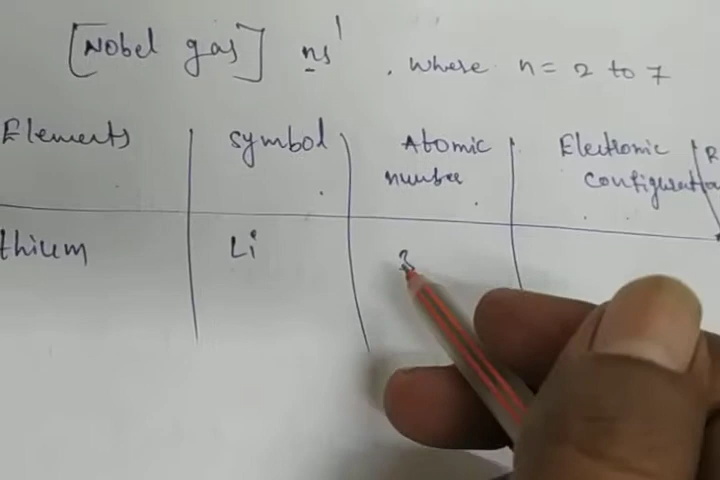 [Nobel gas] ns¹, where n = 2 to 7
Elements symbol Atomic number Electronic configuration R
thium Li 3